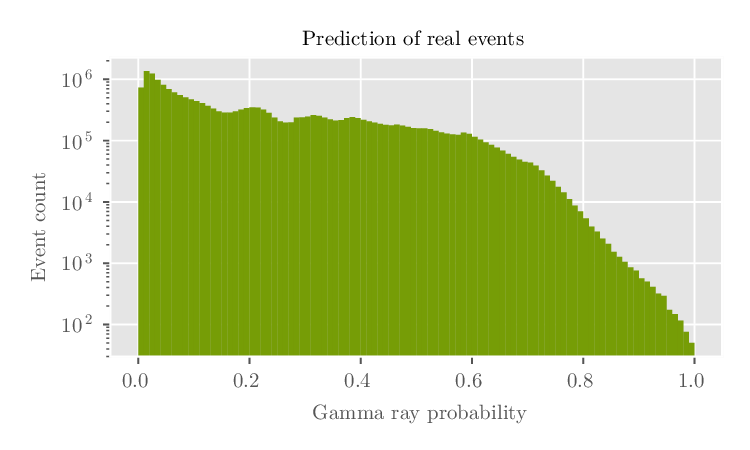 Prediction of real events
10^6
10^5
10^4
10^3
10^2
Event count
0.0 0.2 0.4 0.6 0.8 1.0
Gamma ray probability